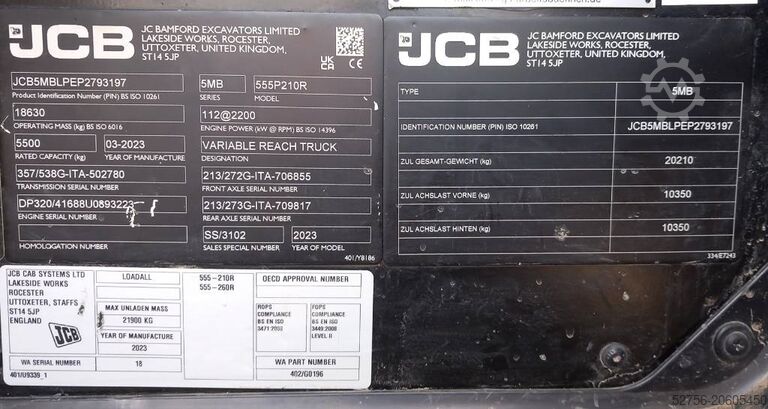 JCB
JC BAMFORD EXCAVATORS LIMITED
LAKESIDE WORKS, ROCESTER,
UTTOXETER, UNITED KINGDOM,
ST14 5JP
UK
CA
JCB5MBLPEP2793197
5MB
555P210R
Product Identification Number (PIN) BS ISO 10261
SERIES
MODEL
18630
112@2200
OPERATING MASS (kg) BS ISO 6016
ENGINE POWER (kW @ RPM) BS ISO 14396
5500
03-2023
VARIABLE REACH TRUCK
RATED CAPACITY (kg)
YEAR OF MANUFACTURE
DESIGNATION
357/538G-ITA-502780
213/272G-ITA-706855
TRANSMISSION SERIAL NUMBER
FRONT AXLE SERIAL NUMBER
DP320/41688U0893223
213/273G-ITA-709817
ENGINE SERIAL NUMBER
REAR AXLE SERIAL NUMBER
SS/3102
2023
HOMOLOGATION NUMBER
SALES SPECIAL NUMBER
YEAR OF MODEL
401/Y8186
JCB
JC BAMFORD EXCAVATORS LIMITED
LAKESIDE WORKS, ROCESTER,
UTTOXETER, UNITED KINGDOM,
ST14 5JP
TYPE
5MB
IDENTIFICATION NUMBER (PIN) ISO 10261
JCB5MBLPEP2793197
ZUL GESAMT-GEWICHT (kg)
20210
ZUL ACHSLAST VORNE (kg)
10350
ZUL ACHSLAST HINTEN (kg)
10350
334/E7243
JCB CAB SYSTEMS LTD
LAKESIDE WORKS
ROCESTER
UTTOXETER, STAFFS
ST14 5JP
ENGLAND
JCB
LOADALL
555-210R
555-260R
OECD APPROVAL NUMBER
MAX UNLADEN MASS
21900 KG
YEAR OF MANUFACTURE
2023
ROPS
COMPLIANCE
BS EN ISO
3471:2008
FOPS
COMPLIANCE
BS EN ISO
3449:2008
LEVEL II
WA SERIAL NUMBER
18
WA PART NUMBER
401/U9339_1
402/G0196
52756-20605450